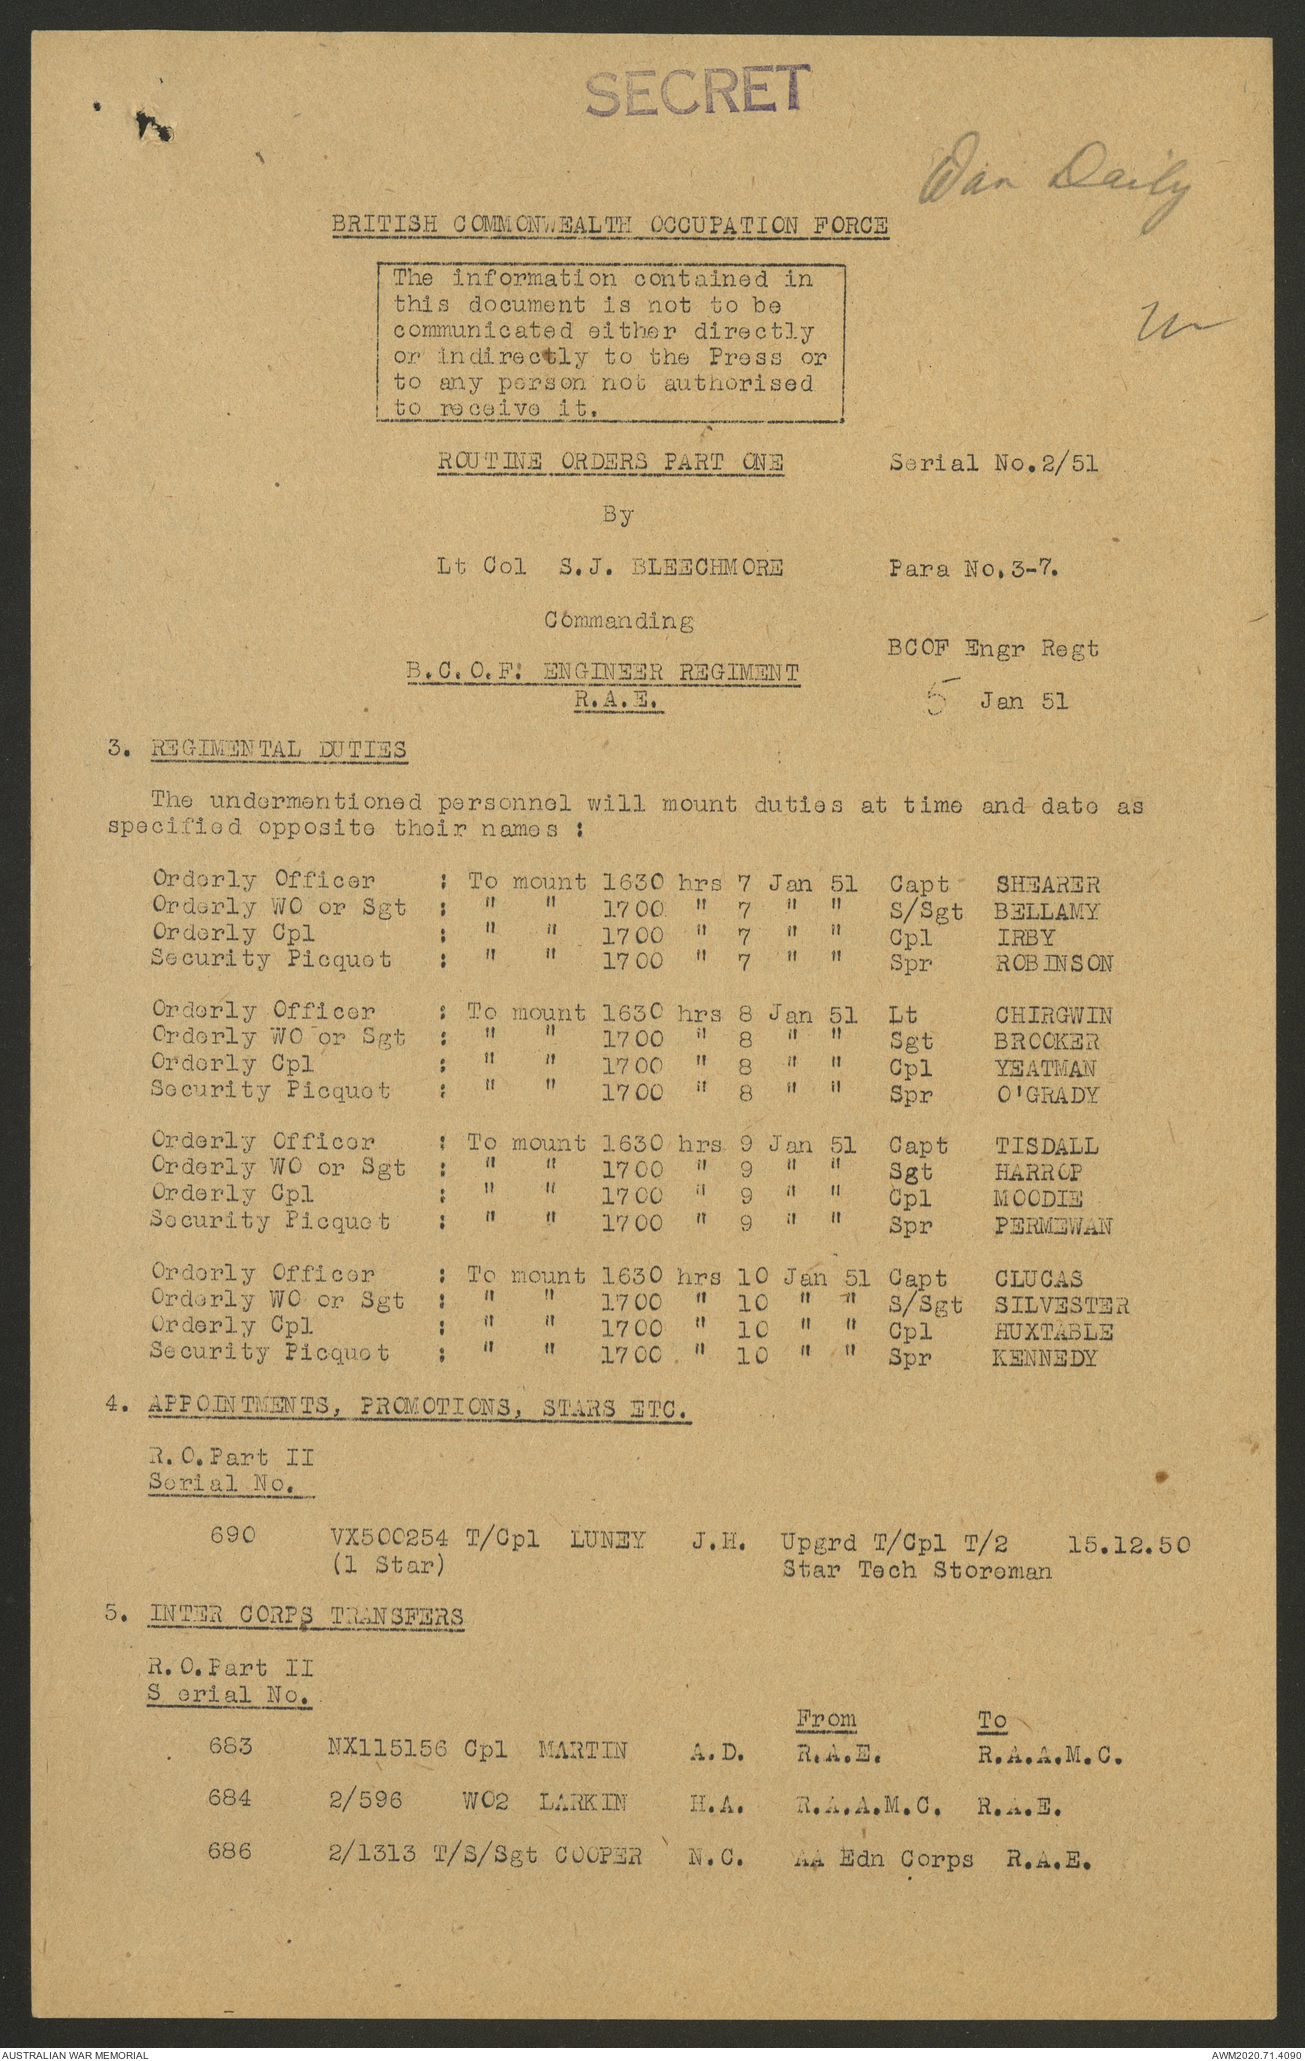 SECRET
War Daily
BRITISH COMMONWEALTH OCCUPATION FORCE
The information contained in
this document is not to be
communicated either directly
or indirectly to the Press or
to any person not authorised
to receive it.
ROUTINE ORDERS PART ONE Serial No.2/51
By
Lt Col S.J. BLEECHMORE Para No.3-7.
Commanding
BCOF Engr Regt
B.C.O.F: ENGINEER REGIMENT
R.A.E. 5 Jan 51
3. REGIMENTAL DUTIES
The undermentioned personnel will mount duties at time and date as
specified opposite their names :
Orderly Officer : To mount 1630 hrs 7 Jan 51 Capt SHEARER
Orderly WO or Sgt : " " 1700 " 7 " " S/Sgt BELLAMY
Orderly Cpl : " " 1700 " 7 " " Cpl IRBY
Security Picquet : " " 1700 " 7 " " Spr ROBINSON
Orderly Officer : To mount 1630 hrs 8 Jan 51 Lt CHIRGWIN
Orderly WO or Sgt : " " 1700 " 8 " " Sgt BROOKER
Orderly Cpl : " " 1700 " 8 " " Cpl YEATMAN
Security Picquet : " " 1700 " 8 " " Spr O'GRADY
Orderly Officer : To mount 1630 hrs 9 Jan 51 Capt TISDALL
Orderly WO or Sgt : " " 1700 " 9 " " Sgt HARROP
Orderly Cpl : " " 1700 " 9 " " Cpl MOODIE
Security Picquet : " " 1700 " 9 " " Spr PERMEWAN
Orderly Officer : To mount 1630 hrs 10 Jan 51 Capt CLUCAS
Orderly WO or Sgt : " " 1700 " 10 " " S/Sgt SILVESTER
Orderly Cpl : " " 1700 " 10 " " Cpl HUXTABLE
Security Picquet : " " 1700 " 10 " " Spr KENNEDY
4. APPOINTMENTS, PROMOTIONS, STARS ETC.
R.O.Part II
Serial No.
690 VX500254 T/Cpl LUNEY J.H. Upgrd T/Cpl T/2 15.12.50
(1 Star) Star Tech Storeman
5. INTER CORPS TRANSFERS
R.O.Part II
S erial No.
From To
683 NX115156 Cpl MARTIN A.D. R.A.E. R.A.A.M.C.
684 2/596 WO2 LARKIN H.A. R.A.A.M.C. R.A.E.
686 2/1313 T/S/Sgt COOPER N.C. AA Edn Corps R.A.E.
AUSTRALIAN WAR MEMORIAL AWM2020.71.4090